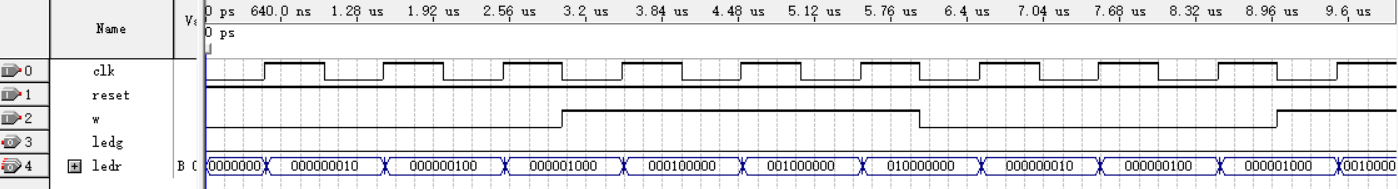 Name Va 0 ps 640.0 ns 1.28 us 1.92 us 2.56 us 3.2 us 3.84 us 4.48 us 5.12 us 5.76 us 6.4 us 7.04 us 7.68 us 8.32 us 8.96 us 9.6 us
0 ps
0 clk
1 reset
2 w
3 ledg
4 ledr B 0000000 000000010 000000100 000001000 000100000 001000000 010000000 000000010 000000100 000001000 0010000